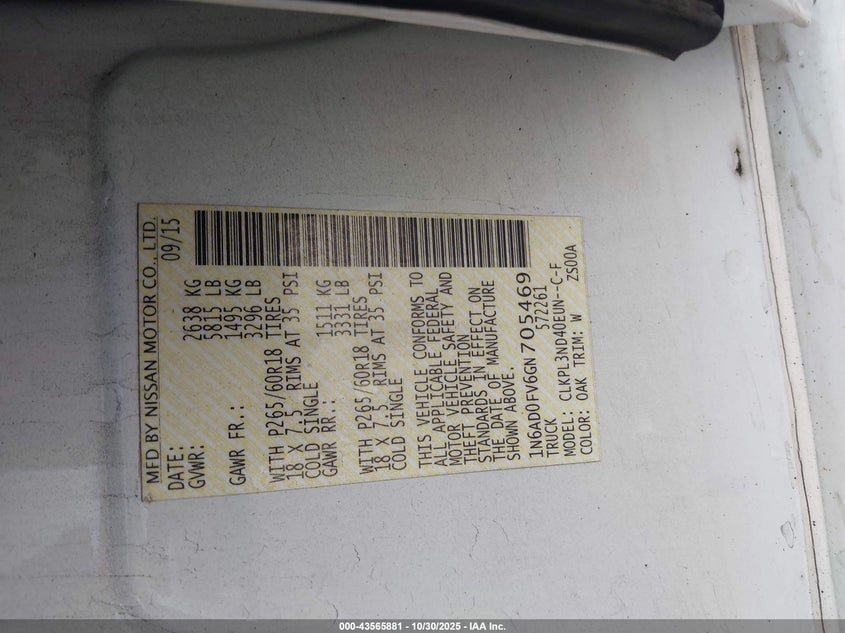 MFD BY NISSAN MOTOR CO., LTD.
DATE: 09/15
GVWR: 2638 KG
5815 LB
GAWR FR.: 1495 KG
3296 LB
WITH P265/60R18 TIRES
18 X 7.5 RIMS AT 35 PSI
COLD SINGLE
GAWR RR.: 1511 KG
3331 LB
WITH P265/60R18 TIRES
18 X 7.5 RIMS AT 35 PSI
COLD SINGLE
THIS VEHICLE CONFORMS TO
ALL APPLICABLE FEDERAL
MOTOR VEHICLE SAFETY AND
THEFT PREVENTION
STANDARDS IN EFFECT ON
THE DATE OF MANUFACTURE
SHOWN ABOVE.
1N6AD0FV6GN705469
TRUCK 572261
MODEL: CLKPL3ND40EUN--C-F
COLOR: OAK TRIM: W ZS00A
000-43565881 - 10/30/2025 - IAA Inc.